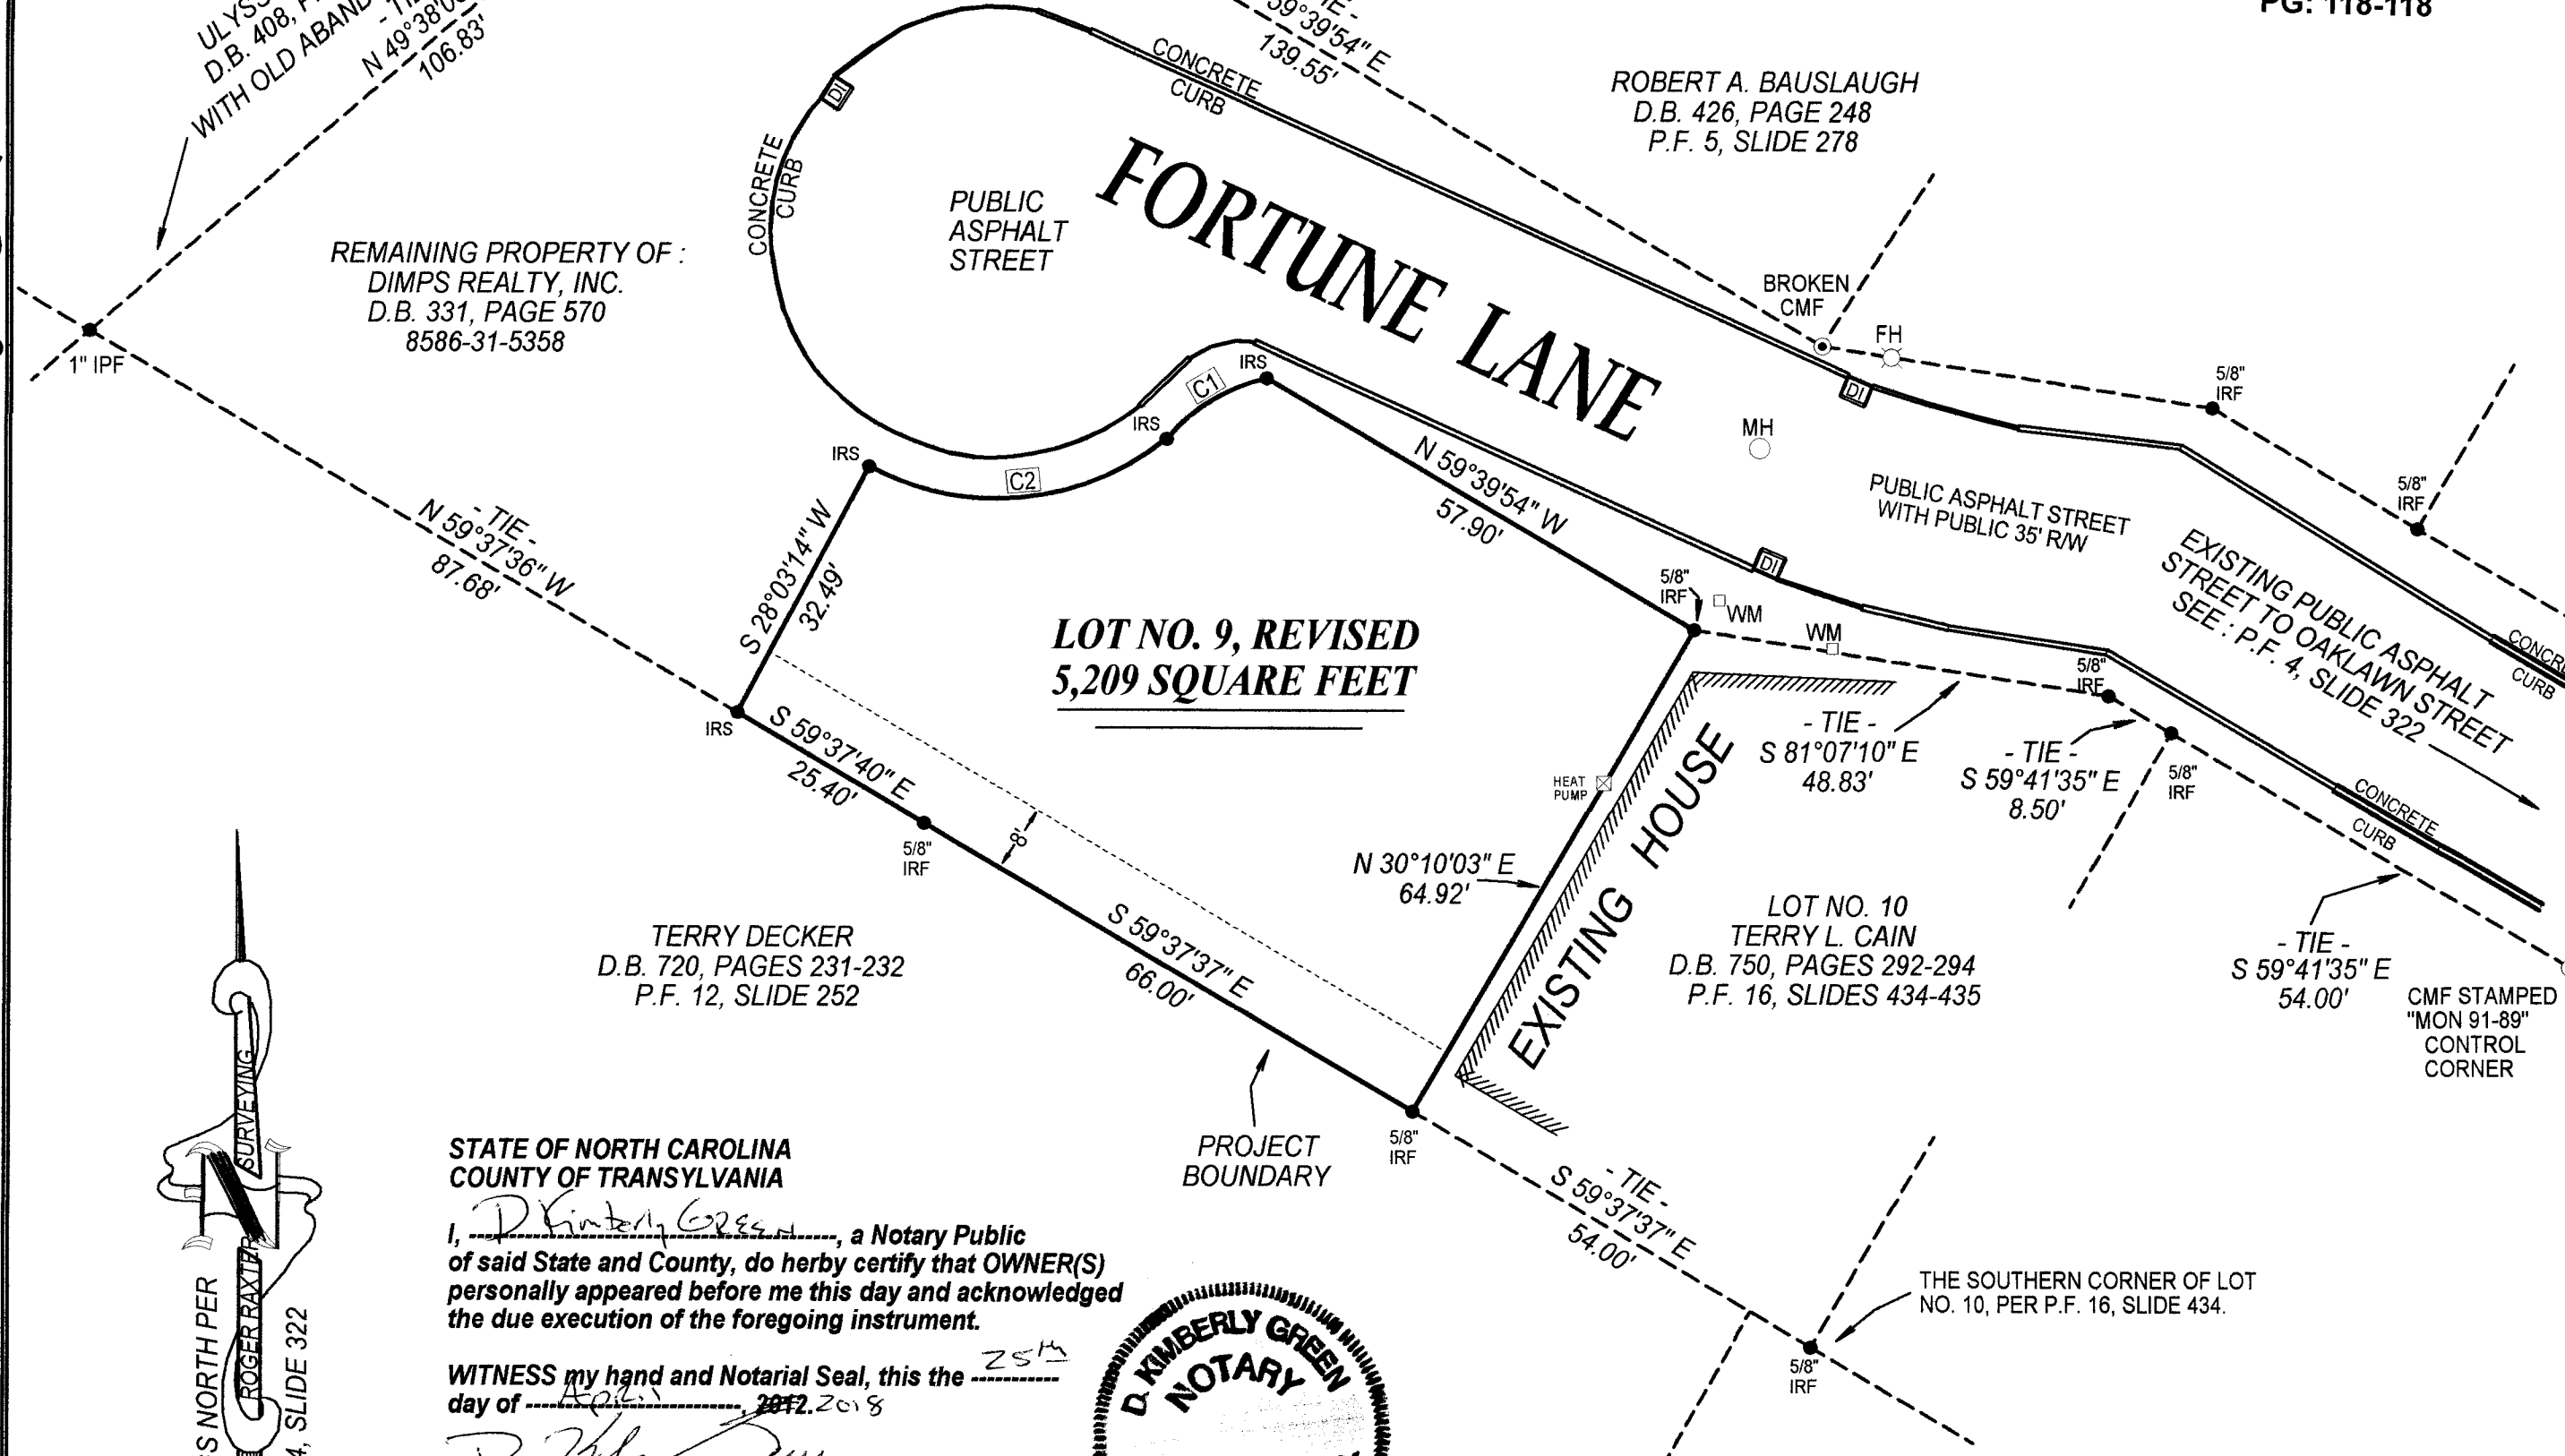 PG: 118-118
D.B. 408,
WITH OLD ABAND
- TIE -
106.83'
TIE -
59°39'54" E
139.55'
CONCRETE
CURB
ROBERT A. BAUSLAUGH
D.B. 426, PAGE 248
P.F. 5, SLIDE 278
CONCRETE
CURB
DI
PUBLIC
ASPHALT
STREET
FORTUNE LANE
REMAINING PROPERTY OF :
DIMPS REALTY, INC.
D.B. 331, PAGE 570
8586-31-5358
1" IPF
BROKEN
CMF
FH
DI
5/8"
IRF
5/8"
IRF
MH
IRS
C1
IRS
IRS
C2
N 59°39'54" W
57.90'
PUBLIC ASPHALT STREET
WITH PUBLIC 35' R/W
EXISTING PUBLIC ASPHALT
STREET TO OAKLAWN STREET
SEE : P.F. 4, SLIDE 322
CURB
- TIE -
N 59°37'36" W
87.68'
S 28°03'14" W
32.49'
DI
5/8"
IRF
WM
WM
5/8"
IRF
LOT NO. 9, REVISED
5,209 SQUARE FEET
IRS
S 59°37'40" E
25.40'
5/8"
IRF
8'
HEAT
PUMP
EXISTING HOUSE
- TIE -
S 81°07'10" E
48.83'
- TIE -
S 59°41'35" E
8.50'
5/8"
IRF
CONCRETE
CURB
N 30°10'03" E
64.92'
S 59°37'37" E
66.00'
TERRY DECKER
D.B. 720, PAGES 231-232
P.F. 12, SLIDE 252
LOT NO. 10
TERRY L. CAIN
D.B. 750, PAGES 292-294
P.F. 16, SLIDES 434-435
- TIE -
S 59°41'35" E
54.00'
CMF STAMPED
"MON 91-89"
CONTROL
CORNER
PROJECT
BOUNDARY
5/8"
IRF
- TIE -
S 59°37'37" E
54.00'
THE SOUTHERN CORNER OF LOT
NO. 10, PER P.F. 16, SLIDE 434.
5/8"
IRF
SURVEYING
N
ROGER RAXTER
NORTH PER
SLIDE 322
STATE OF NORTH CAROLINA
COUNTY OF TRANSYLVANIA
I, D Kimberly GREEN, a Notary Public
of said State and County, do herby certify that OWNER(S)
personally appeared before me this day and acknowledged
the due execution of the foregoing instrument.
WITNESS my hand and Notarial Seal, this the 25th
day of April, 2012. 2018
D. KIMBERLY GREEN
NOTARY